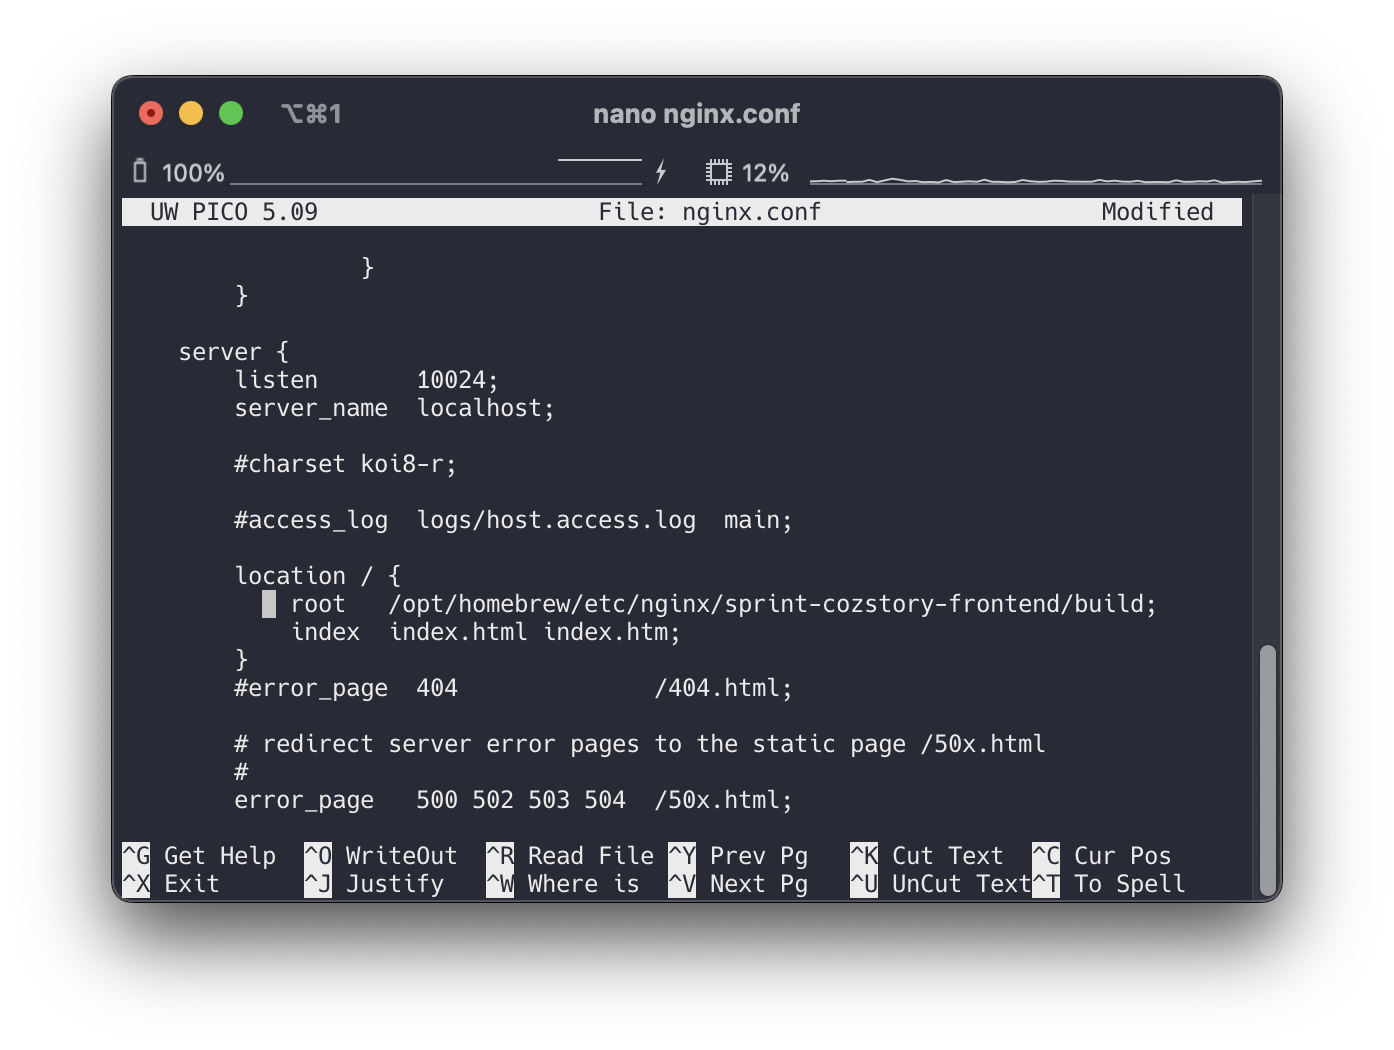 ⌥⌘1 nano nginx.conf
100% 12%
UW PICO 5.09 File: nginx.conf Modified
}
}
server {
listen 10024;
server_name localhost;
#charset koi8-r;
#access_log logs/host.access.log main;
location / {
root /opt/homebrew/etc/nginx/sprint-cozstory-frontend/build;
index index.html index.htm;
}
#error_page 404 /404.html;
# redirect server error pages to the static page /50x.html
#
error_page 500 502 503 504 /50x.html;
^G Get Help ^O WriteOut ^R Read File ^Y Prev Pg ^K Cut Text ^C Cur Pos
^X Exit ^J Justify ^W Where is ^V Next Pg ^U UnCut Text ^T To Spell